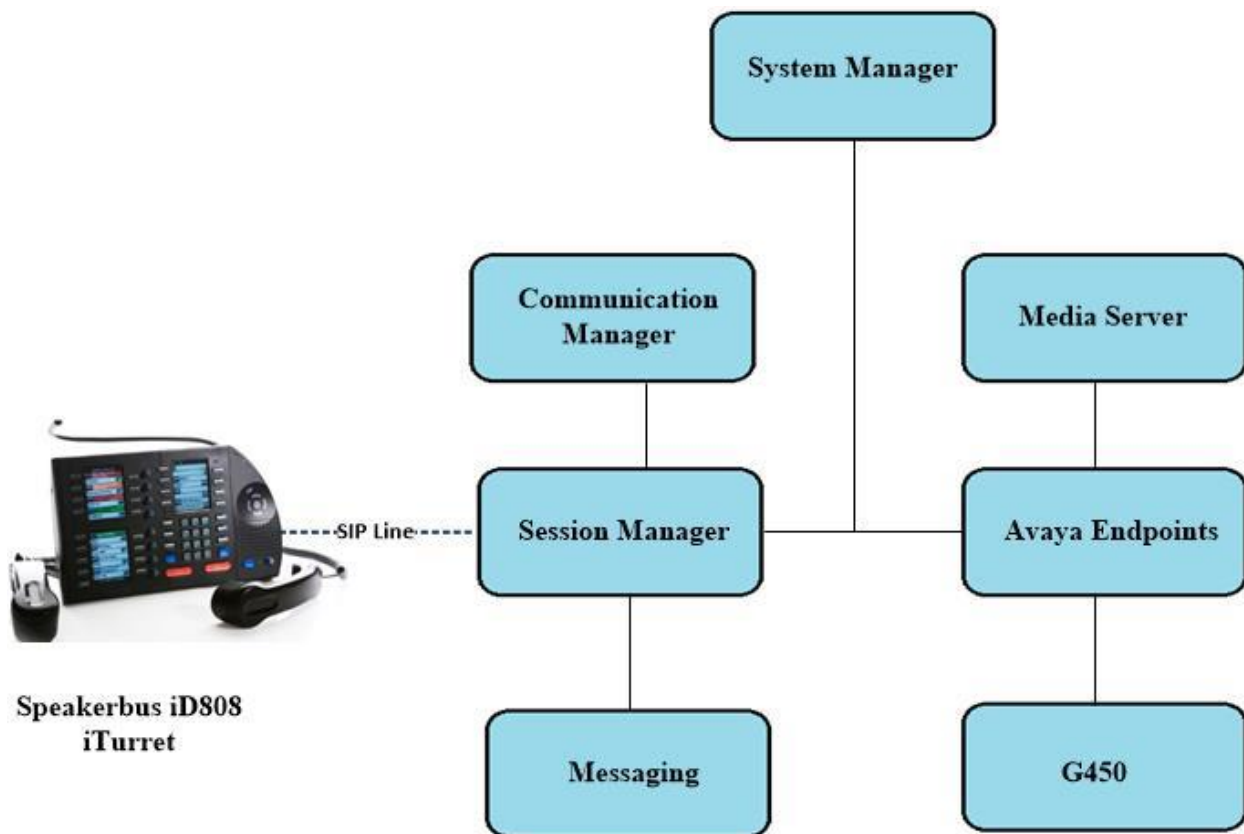 System Manager
Communication
Manager
Media Server
SIP Line
Session Manager
Avaya Endpoints
Speakerbus iD808
iTurret
Messaging
G450